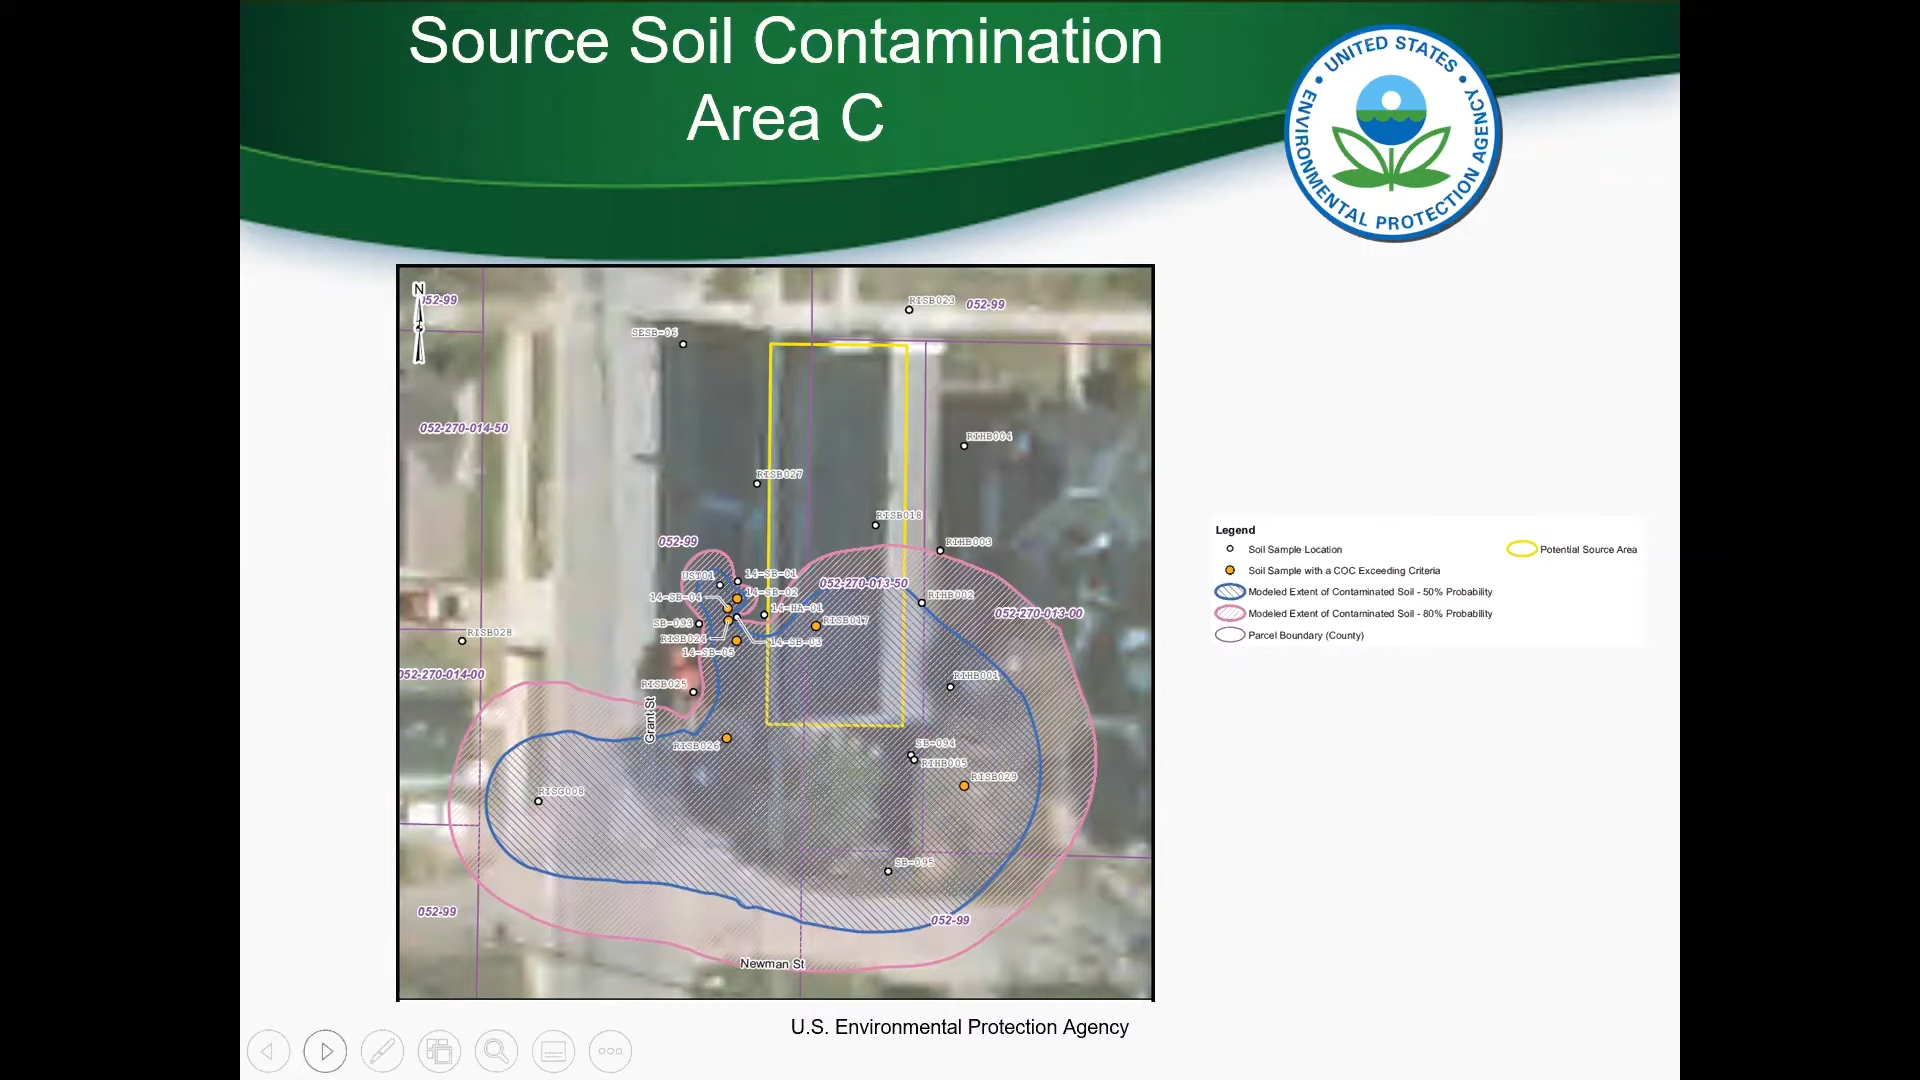 Source Soil Contamination
Area C
UNITED STATES
ENVIRONMENTAL PROTECTION AGENCY
N
052-99
RISB023
052-99
SESB-06
052-270-014-50
RIHB004
RISB027
RISB018
052-99
RIHB003
UST01
14-SB-01
052-270-013-50
14-SB-02
14-SB-04
RIHB002
14-HA-01
052-270-013-00
SB-093
RISB017
RISB028
RISB024
14-SB-03
14-SB-05
052-270-014-00
RISB025
RIHB001
Grant St
RISB026
SB-094
RIHB005
RISB029
RISG008
SB-095
052-99
052-99
Newman St
Legend
Soil Sample Location
Potential Source Area
Soil Sample with a COC Exceeding Criteria
Modeled Extent of Contaminated Soil - 50% Probability
Modeled Extent of Contaminated Soil - 80% Probability
Parcel Boundary (County)
U.S. Environmental Protection Agency